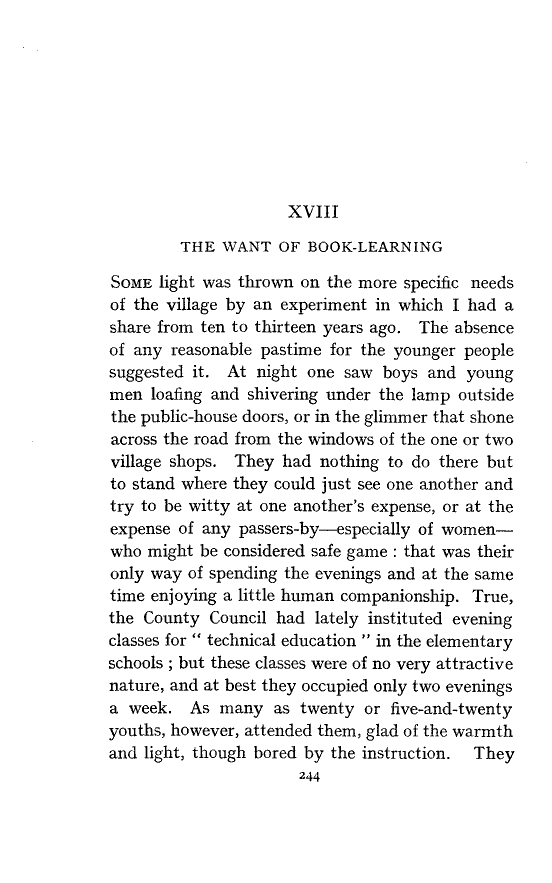 XVIII
THE WANT OF BOOK-LEARNING
SOME light was thrown on the more specific needs
of the village by an experiment in which I had a
share from ten to thirteen years ago. The absence
of any reasonable pastime for the younger people
suggested it. At night one saw boys and young
men loafing and shivering under the lamp outside
the public-house doors, or in the glimmer that shone
across the road from the windows of the one or two
village shops. They had nothing to do there but
to stand where they could just see one another and
try to be witty at one another's expense, or at the
expense of any passers-by—especially of women—
who might be considered safe game : that was their
only way of spending the evenings and at the same
time enjoying a little human companionship. True,
the County Council had lately instituted evening
classes for " technical education " in the elementary
schools ; but these classes were of no very attractive
nature, and at best they occupied only two evenings
a week. As many as twenty or five-and-twenty
youths, however, attended them, glad of the warmth
and light, though bored by the instruction. They
244